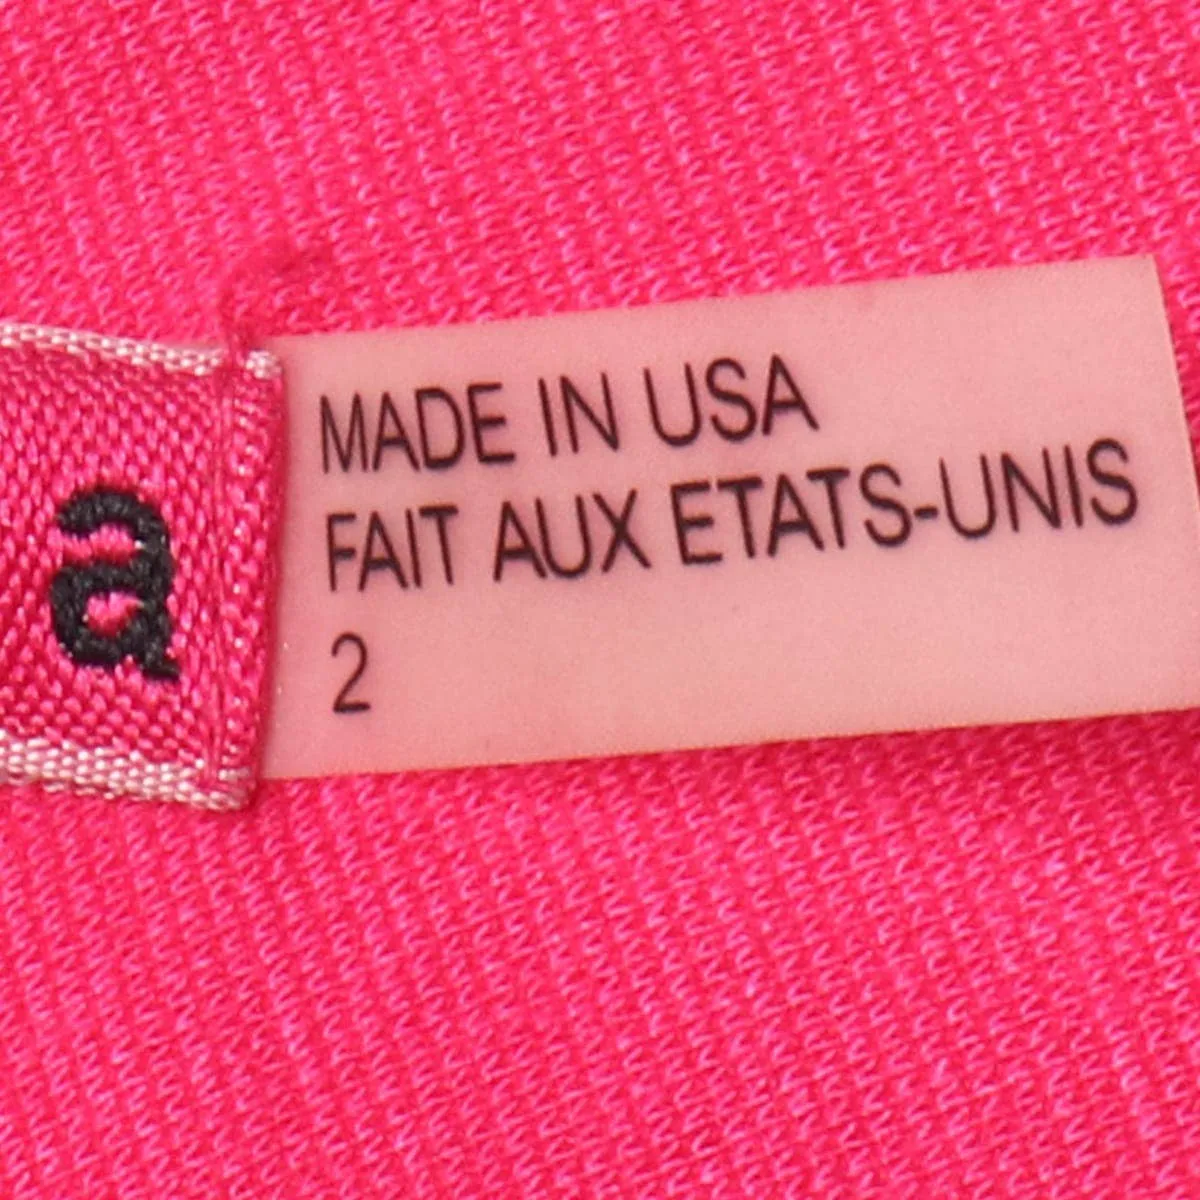 a
MADE IN USA
FAIT AUX ETATS-UNIS
2